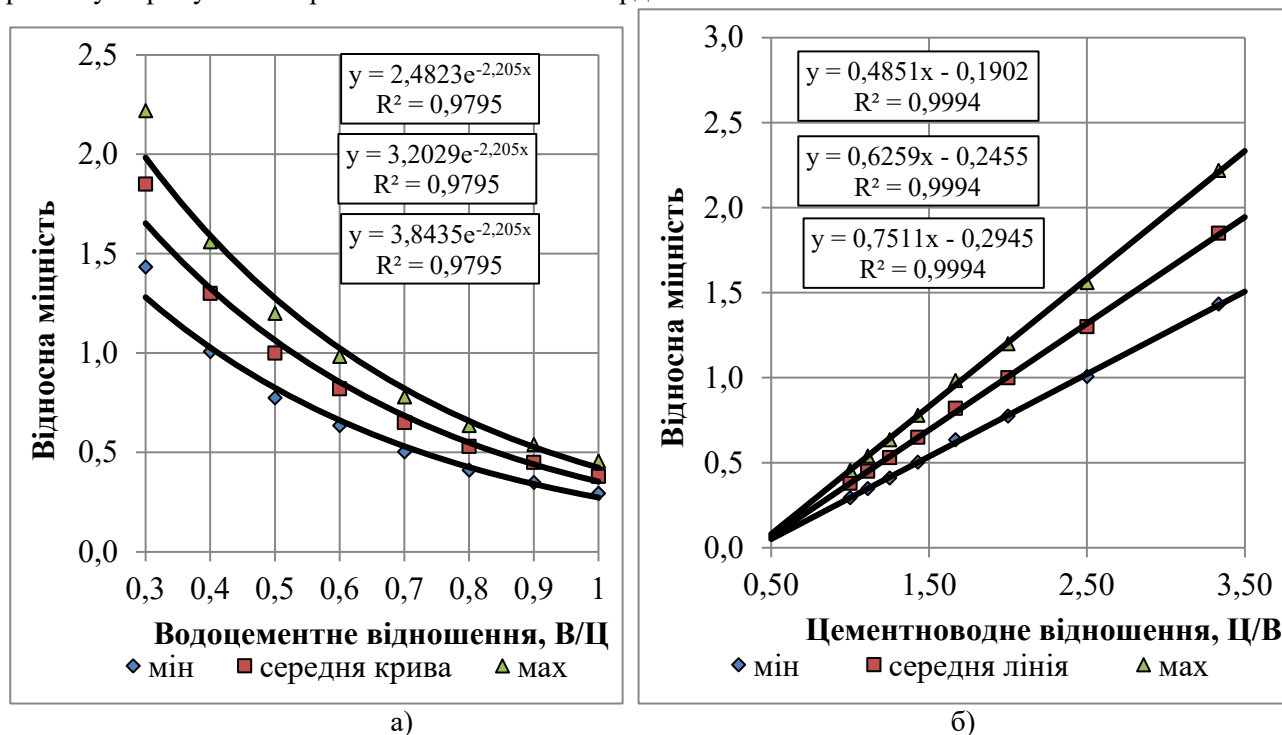 2,5
2,0
1,5
1,0
0,5
0,0
0,3 0,4 0,5 0,6 0,7 0,8 0,9 1
Відносна міцність
y = 2,4823e-2,205x
R² = 0,9795
y = 3,2029e-2,205x
R² = 0,9795
y = 3,8435e-2,205x
R² = 0,9795
Водоцементне відношення, В/Ц
мін середня крива мах
а)
3,0
2,5
2,0
1,5
1,0
0,5
0,0
0,50 1,50 2,50 3,50
Відносна міцність
y = 0,4851x - 0,1902
R² = 0,9994
y = 0,6259x - 0,2455
R² = 0,9994
y = 0,7511x - 0,2945
R² = 0,9994
Цементноводне відношення, Ц/В
мін середня лінія мах
б)